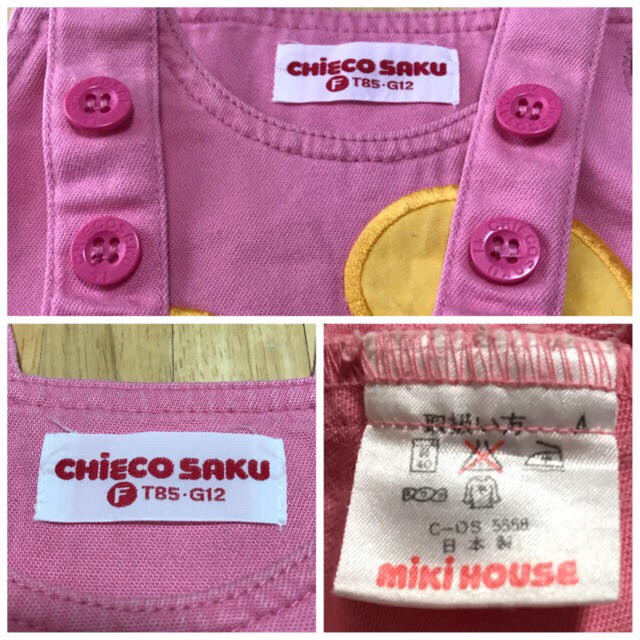 CHiECO SAKU
F T85·G12
CHIECOSAKU
CHiECO SAKU
F T85·G12
取扱い方
40
C-OS 5558
日本製
miki HOUSE